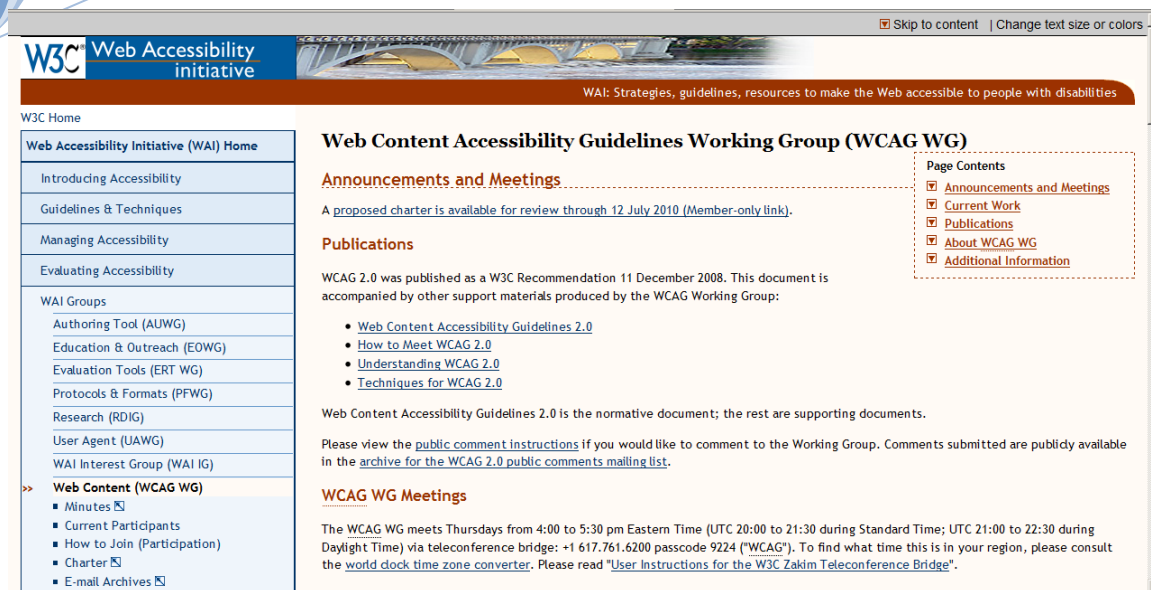 Skip to content | Change text size or colors
W3C Web Accessibility
initiative
WAI: Strategies, guidelines, resources to make the Web accessible to people with disabilities
W3C Home
Web Accessibility Initiative (WAI) Home
Introducing Accessibility
Guidelines & Techniques
Managing Accessibility
Evaluating Accessibility
WAI Groups
Authoring Tool (AUWG)
Education & Outreach (EOWG)
Evaluation Tools (ERT WG)
Protocols & Formats (PFWG)
Research (RDIG)
User Agent (UAWG)
WAI Interest Group (WAI IG)
» Web Content (WCAG WG)
▪ Minutes
▪ Current Participants
▪ How to Join (Participation)
▪ Charter
▪ E-mail Archives
Web Content Accessibility Guidelines Working Group (WCAG WG)
Page Contents
Announcements and Meetings
Current Work
Publications
About WCAG WG
Additional Information
Announcements and Meetings
A proposed charter is available for review through 12 July 2010 (Member-only link).
Publications
WCAG 2.0 was published as a W3C Recommendation 11 December 2008. This document is
accompanied by other support materials produced by the WCAG Working Group:
• Web Content Accessibility Guidelines 2.0
• How to Meet WCAG 2.0
• Understanding WCAG 2.0
• Techniques for WCAG 2.0
Web Content Accessibility Guidelines 2.0 is the normative document; the rest are supporting documents.
Please view the public comment instructions if you would like to comment to the Working Group. Comments submitted are publicly available
in the archive for the WCAG 2.0 public comments mailing list.
WCAG WG Meetings
The WCAG WG meets Thursdays from 4:00 to 5:30 pm Eastern Time (UTC 20:00 to 21:30 during Standard Time; UTC 21:00 to 22:30 during
Daylight Time) via teleconference bridge: +1 617.761.6200 passcode 9224 ("WCAG"). To find what time this is in your region, please consult
the world clock time zone converter. Please read "User Instructions for the W3C Zakim Teleconference Bridge".